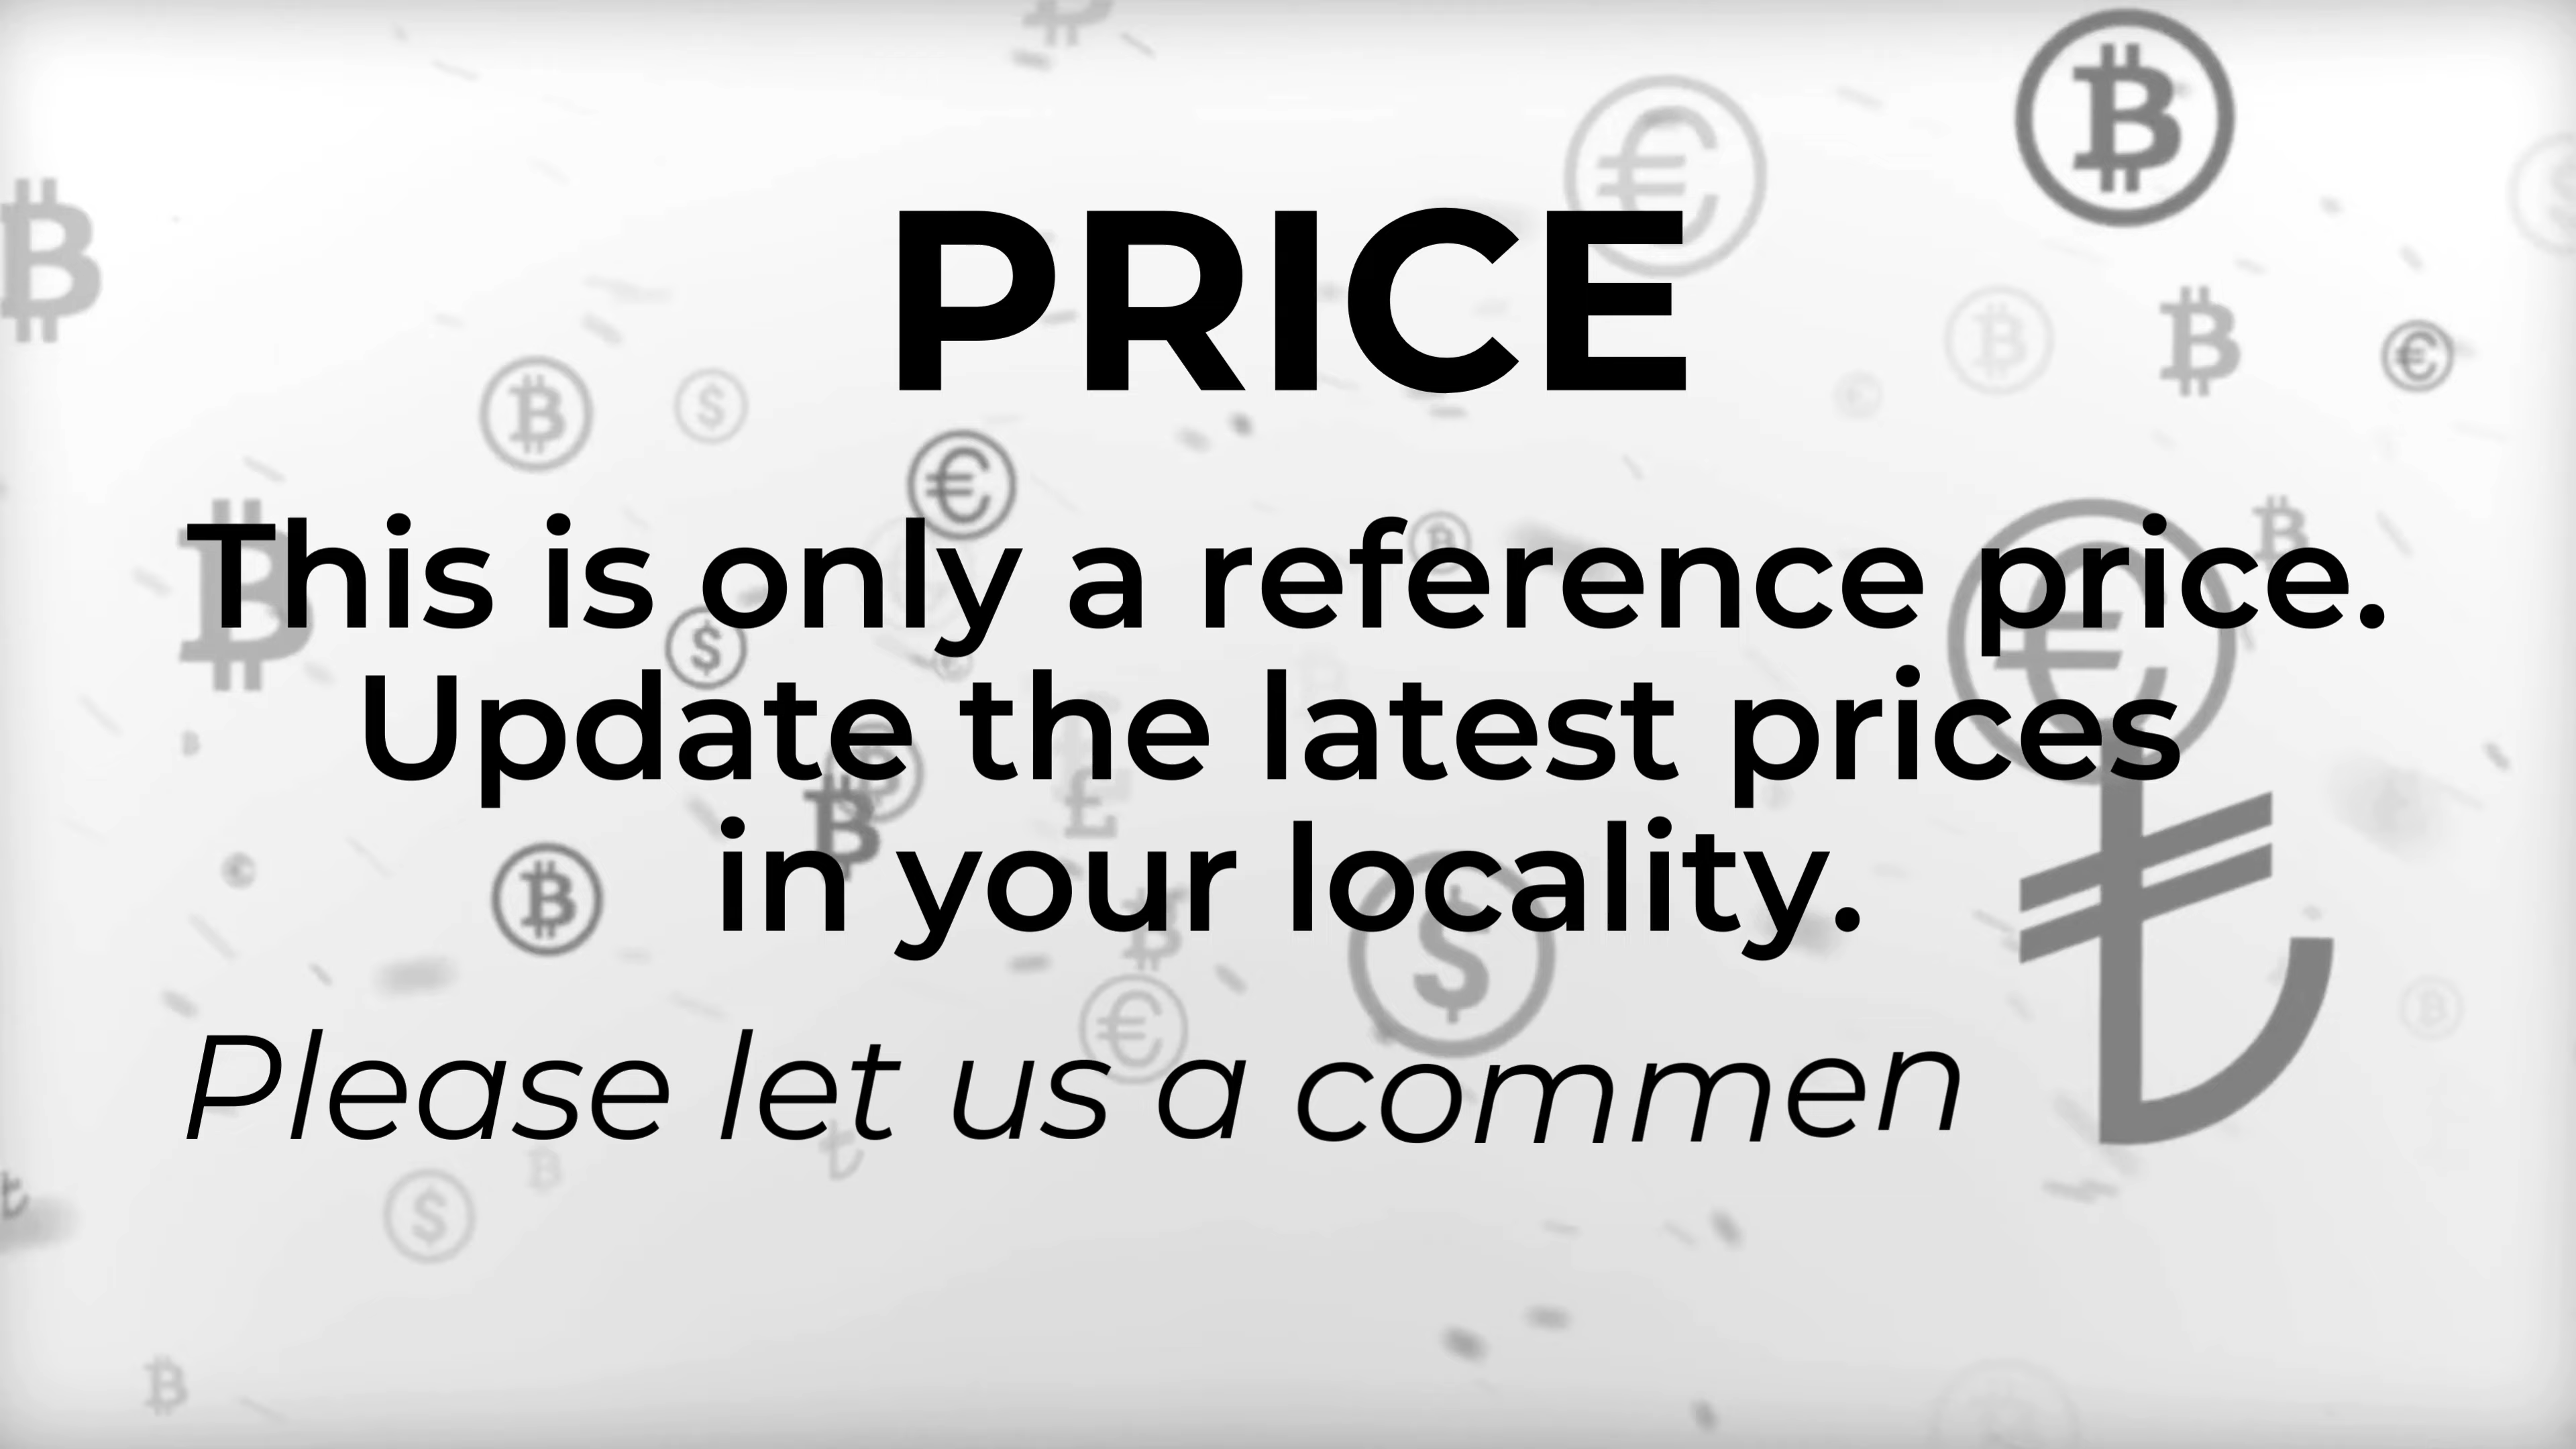 PRICE
This is only a reference price.
Update the latest prices
in your locality.
Please let us a commen